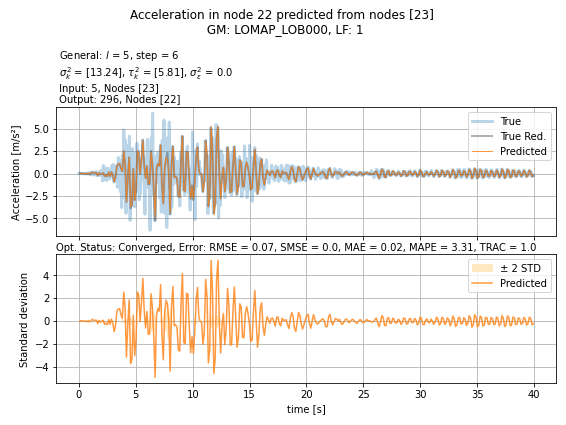 Acceleration in node 22 predicted from nodes [23]
GM: LOMAP_LOB000, LF: 1
General: l = 5, step = 6
σ²ₖ = [13.24], τ²ₖ = [5.81], σ²ε = 0.0
Input: 5, Nodes [23]
Output: 296, Nodes [22]
True
True Red.
Predicted
Acceleration [m/s²]
5.0
2.5
0.0
−2.5
−5.0
Opt. Status: Converged, Error: RMSE = 0.07, SMSE = 0.0, MAE = 0.02, MAPE = 3.31, TRAC = 1.0
± 2 STD
Predicted
Standard deviation
4
2
0
−2
−4
0 5 10 15 20 25 30 35 40
time [s]